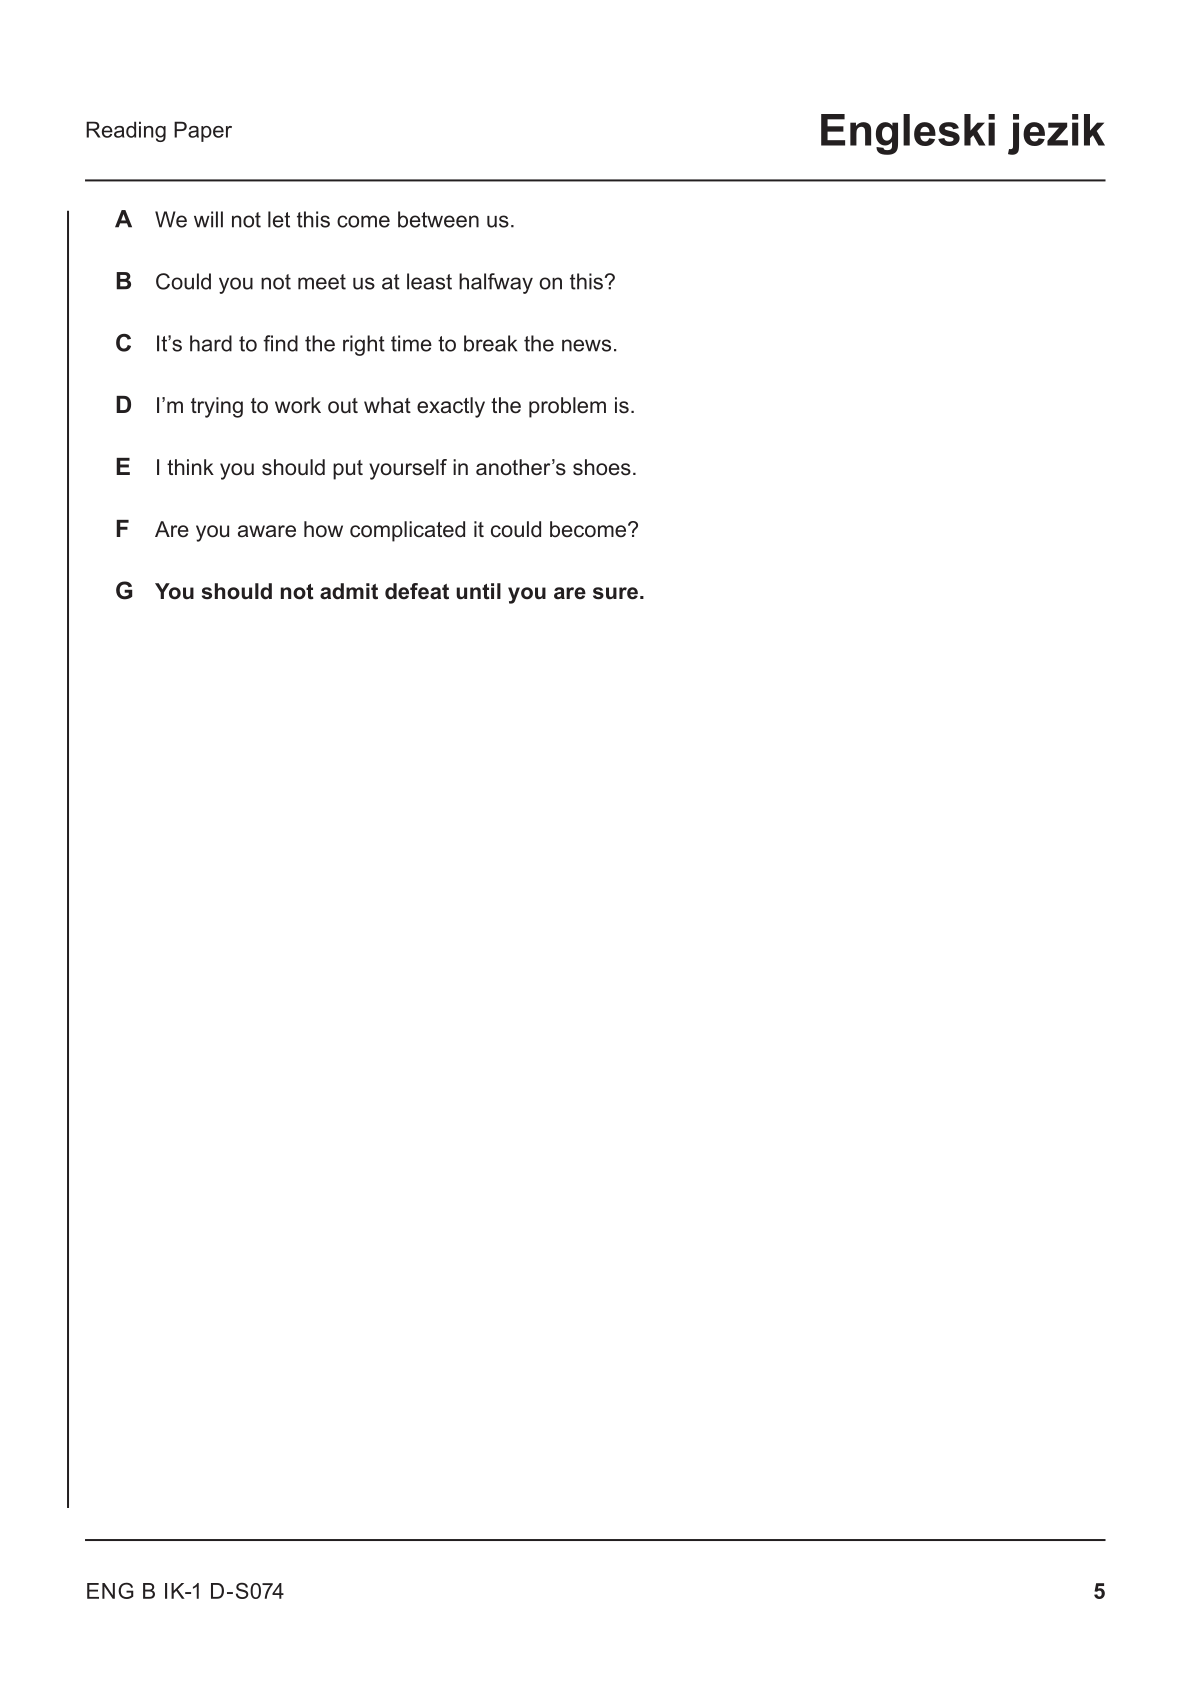 Reading Paper
Engleski jezik
A We will not let this come between us.
B Could you not meet us at least halfway on this?
C It’s hard to find the right time to break the news.
D I’m trying to work out what exactly the problem is.
E I think you should put yourself in another’s shoes.
F Are you aware how complicated it could become?
G You should not admit defeat until you are sure.
ENG B IK-1 D-S074
5